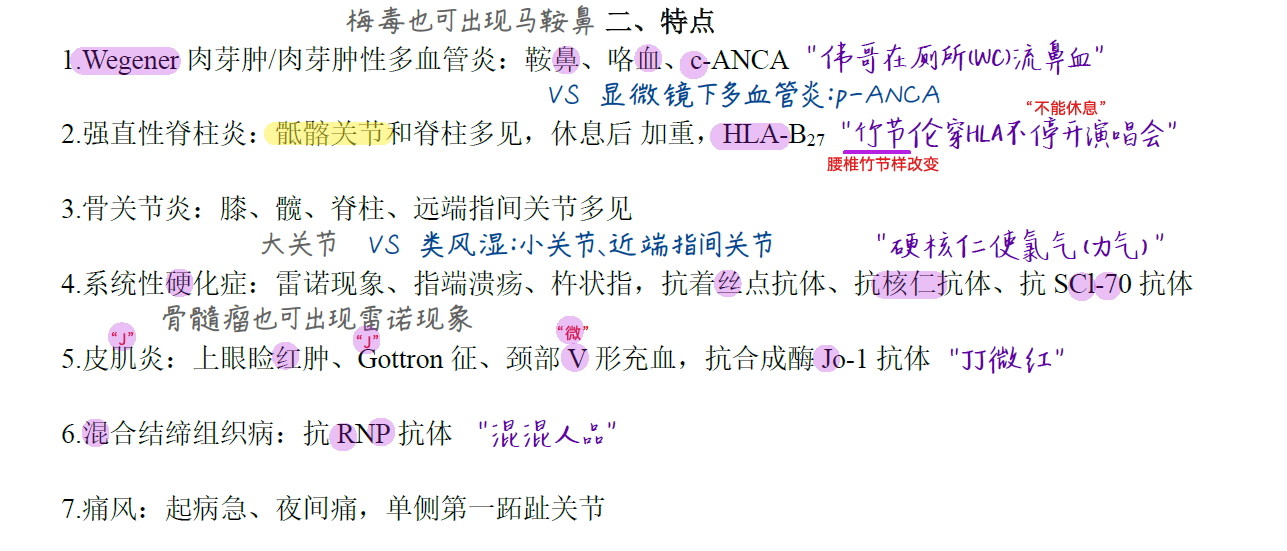 梅毒也可出现马鞍鼻 二、特点
1.Wegener 肉芽肿/肉芽肿性多血管炎：鞍鼻、咯血、c-ANCA "伟哥在厕所(WC)流鼻血"
VS 显微镜下多血管炎:p-ANCA
“不能休息”
2.强直性脊柱炎：骶髂关节和脊柱多见，休息后 加重，HLA-B27 "竹节伦穿HLA不停开演唱会"
腰椎竹节样改变
3.骨关节炎：膝、髋、脊柱、远端指间关节多见
大关节 VS 类风湿:小关节、近端指间关节 "硬核仁使氯气(力气)"
4.系统性硬化症：雷诺现象、指端溃疡、杵状指，抗着丝点抗体、抗核仁抗体、抗 SCl-70 抗体
骨髓瘤也可出现雷诺现象
“J” “J” “微”
5.皮肌炎：上眼睑红肿、Gottron 征、颈部 V 形充血，抗合成酶 Jo-1 抗体 "JJ微红"
6.混合结缔组织病：抗 RNP 抗体 "混混人品"
7.痛风：起病急、夜间痛，单侧第一跖趾关节